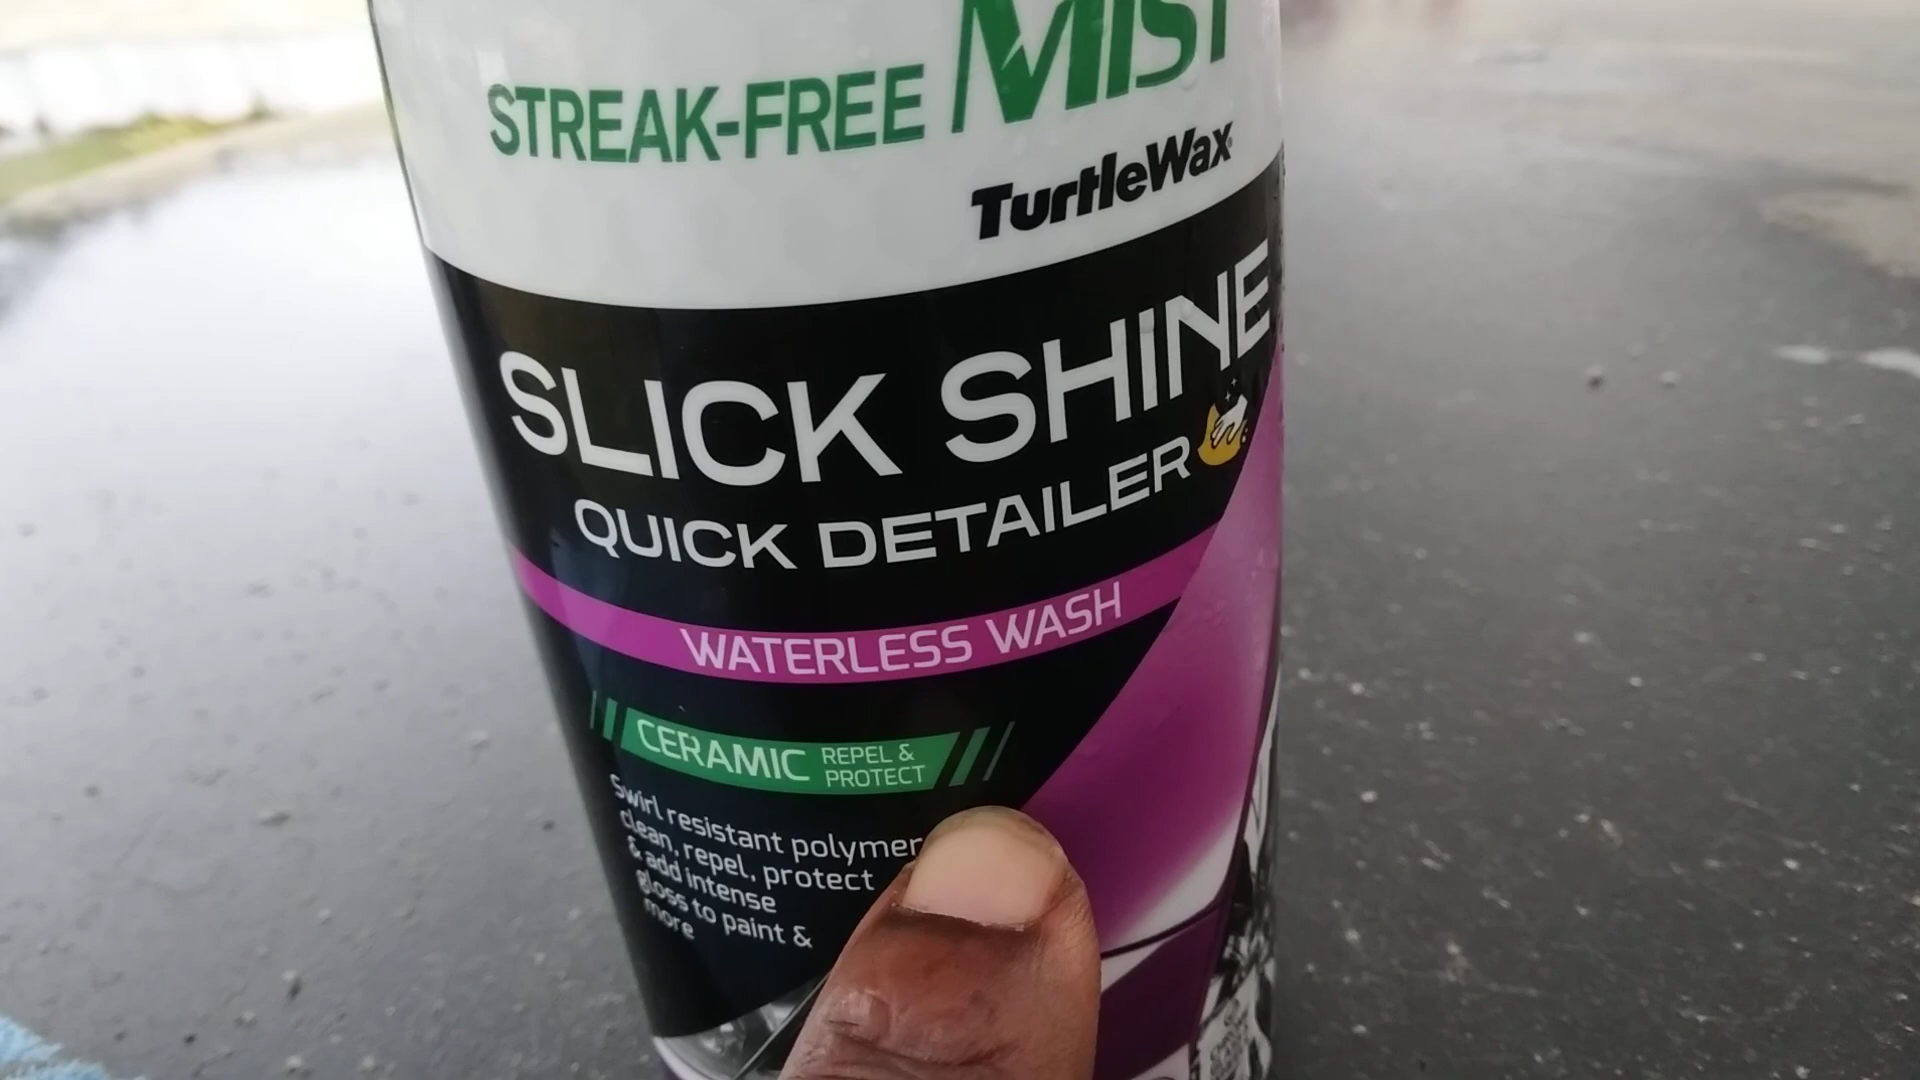 STREAK-FREE MIST
TurtleWax
SLICK SHINE
QUICK DETAILER
WATERLESS WASH
CERAMIC REPEL &
PROTECT
Swirl resistant polymer
clean, repel, protect
& add intense
gloss to paint &
more